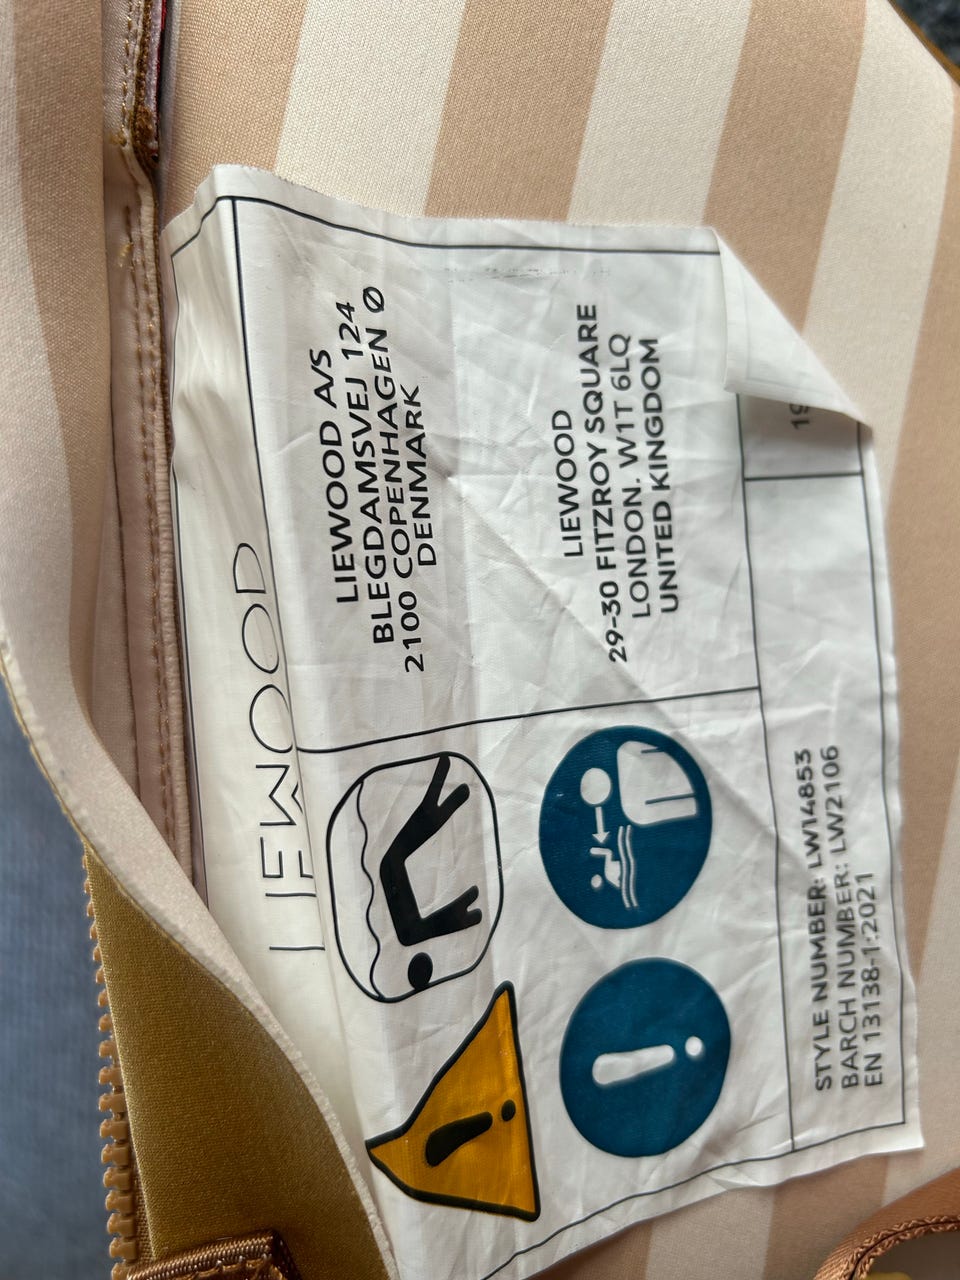 LIEWOOD
LIEWOOD A/S
BLEGDAMSVEJ 124
2100 COPENHAGEN Ø
DENMARK
LIEWOOD
29-30 FITZROY SQUARE
LONDON. W1T 6LQ
UNITED KINGDOM
STYLE NUMBER: LW14853
BARCH NUMBER: LW2106
EN 13138-1:2021